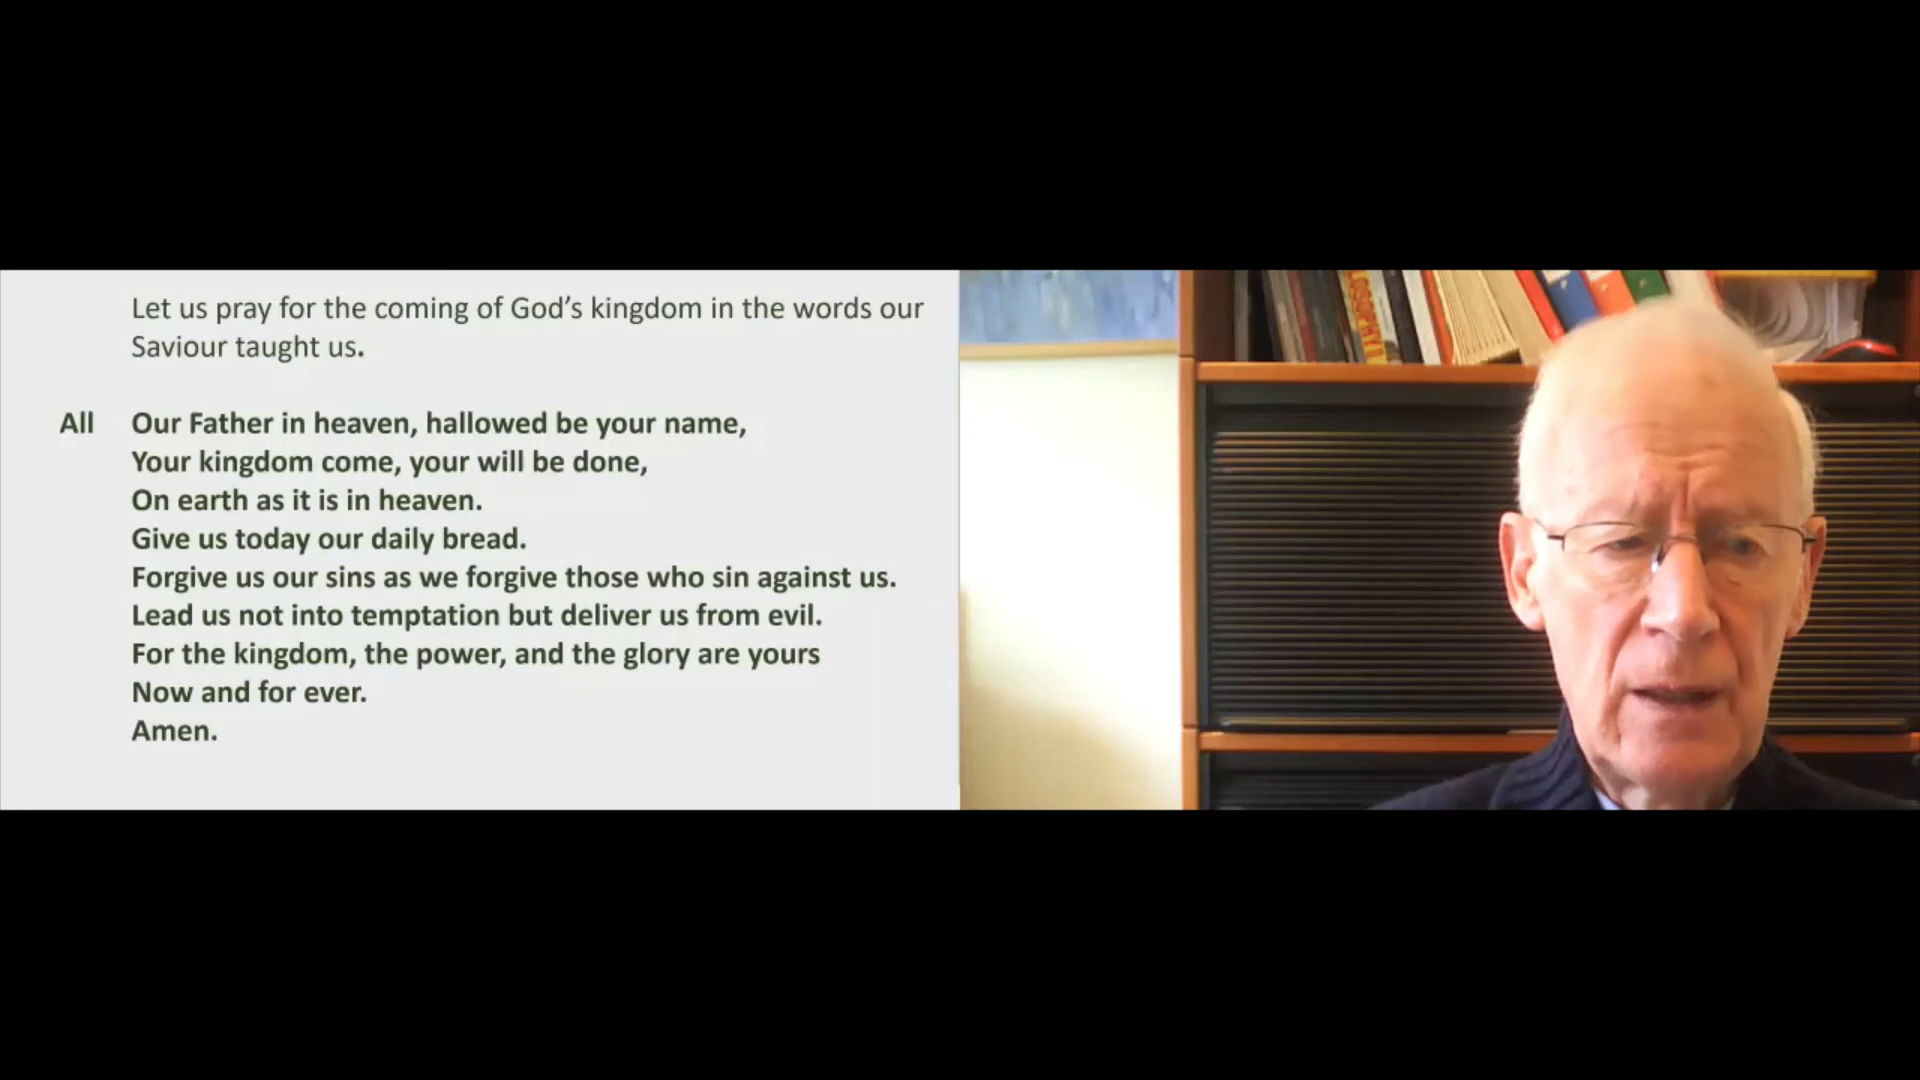 Let us pray for the coming of God’s kingdom in the words our
Saviour taught us.
All Our Father in heaven, hallowed be your name,
Your kingdom come, your will be done,
On earth as it is in heaven.
Give us today our daily bread.
Forgive us our sins as we forgive those who sin against us.
Lead us not into temptation but deliver us from evil.
For the kingdom, the power, and the glory are yours
Now and for ever.
Amen.